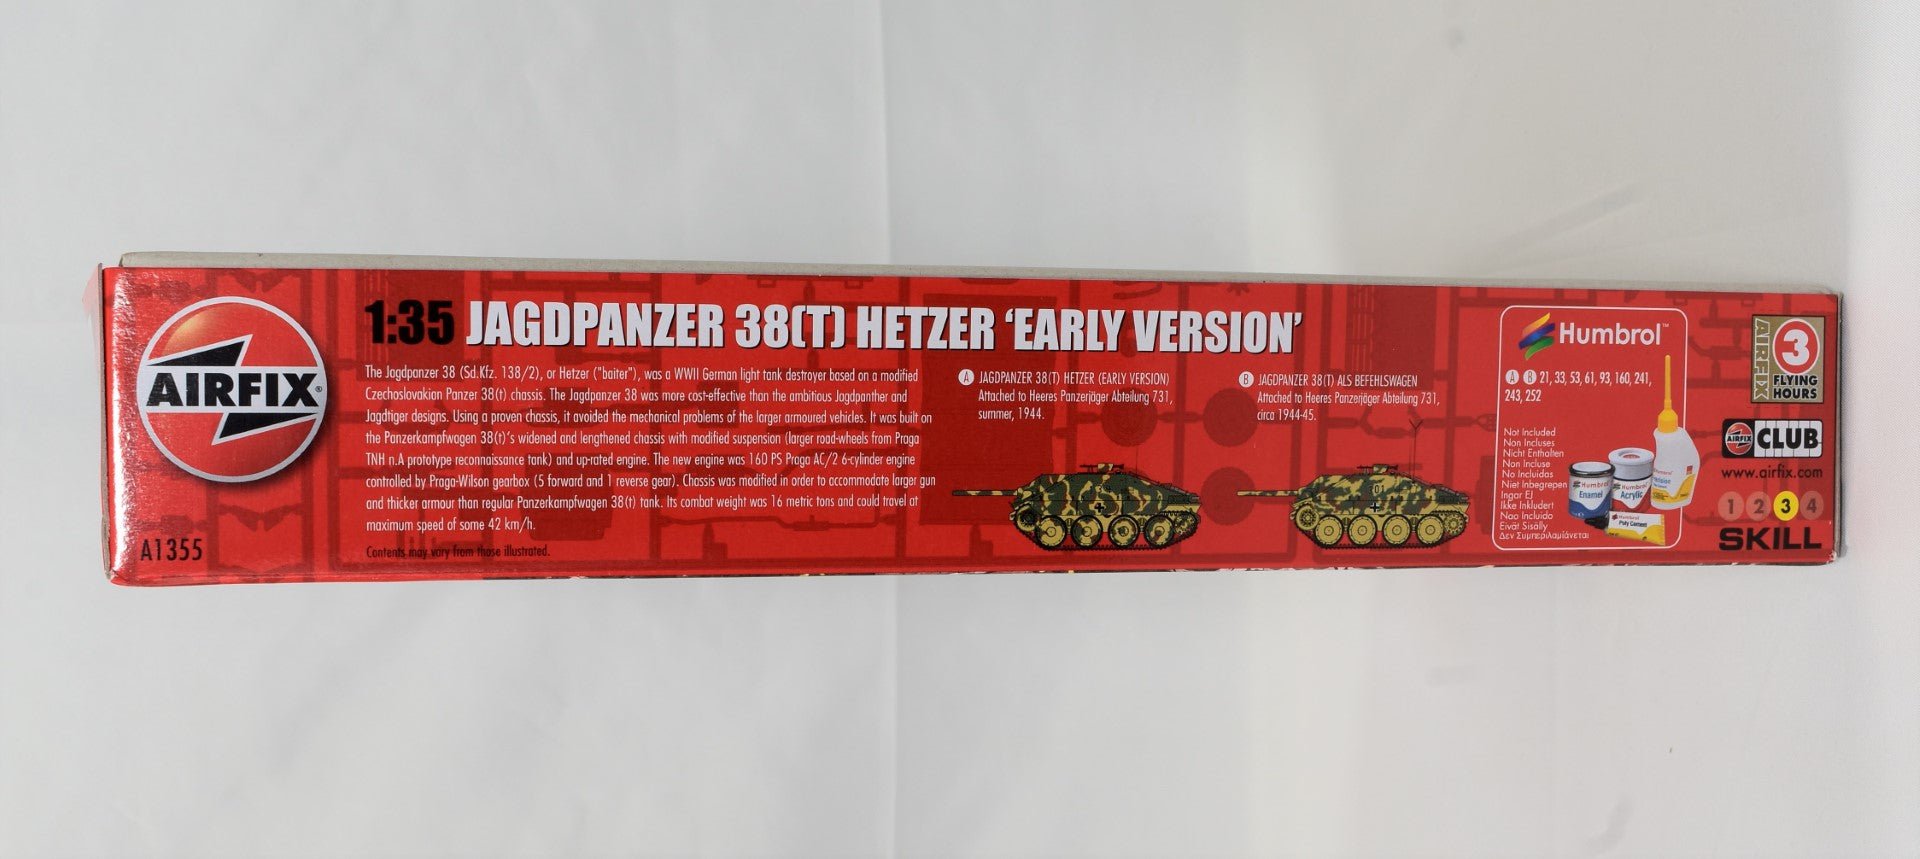 AIRFIX
A1355
1:35 JAGDPANZER 38(T) HETZER 'EARLY VERSION'
The Jagdpanzer 38 (Sd.Kfz. 138/2), or Hetzer ("baiter"), was a WWII German light tank destroyer based on a modified
Czechoslovakian Panzer 38(t) chassis. The Jagdpanzer 38 was more cost-effective than the ambitious Jagdpanther and
Jagdtiger designs. Using a proven chassis, it avoided the mechanical problems of the larger armoured vehicles. It was built on
the Panzerkampfwagen 38(t)'s widened and lengthened chassis with modified suspension (larger road-wheels from Praga
TNH n.A prototype reconnaissance tank) and up-rated engine. The new engine was 160 PS Praga AC/2 6-cylinder engine
controlled by Praga-Wilson gearbox (5 forward and 1 reverse gear). Chassis was modified in order to accommodate larger gun
and thicker armour than regular Panzerkampfwagen 38(t) tank. Its combat weight was 16 metric tons and could travel at
maximum speed of some 42 km/h.
Contents may vary from those illustrated.
A JAGDPANZER 38(T) HETZER (EARLY VERSION)
Attached to Heeres Panzerjäger Abteilung 731,
summer, 1944.
B JAGDPANZER 38(T) ALS BEFEHLSWAGEN
Attached to Heeres Panzerjäger Abteilung 731,
circa 1944-45.
01
Humbrol™
A B 21, 33, 53, 61, 93, 160, 241,
243, 252
Not Included
Non Incluses
Nicht Enthalten
Non Incluse
No Incluidas
Niet Inbegrepen
Ingar EJ
Ikke Inkludert
Nao Incluido
Eivät Sisälly
Δεν Συμπεριλαμιάνεται
Humbrol
Enamel
Humbrol
Acrylic
Humbrol
Poly Cement
AIRFIX
3
FLYING
HOURS
AIRFIX CLUB
www.airfix.com
1 2 3 4
SKILL